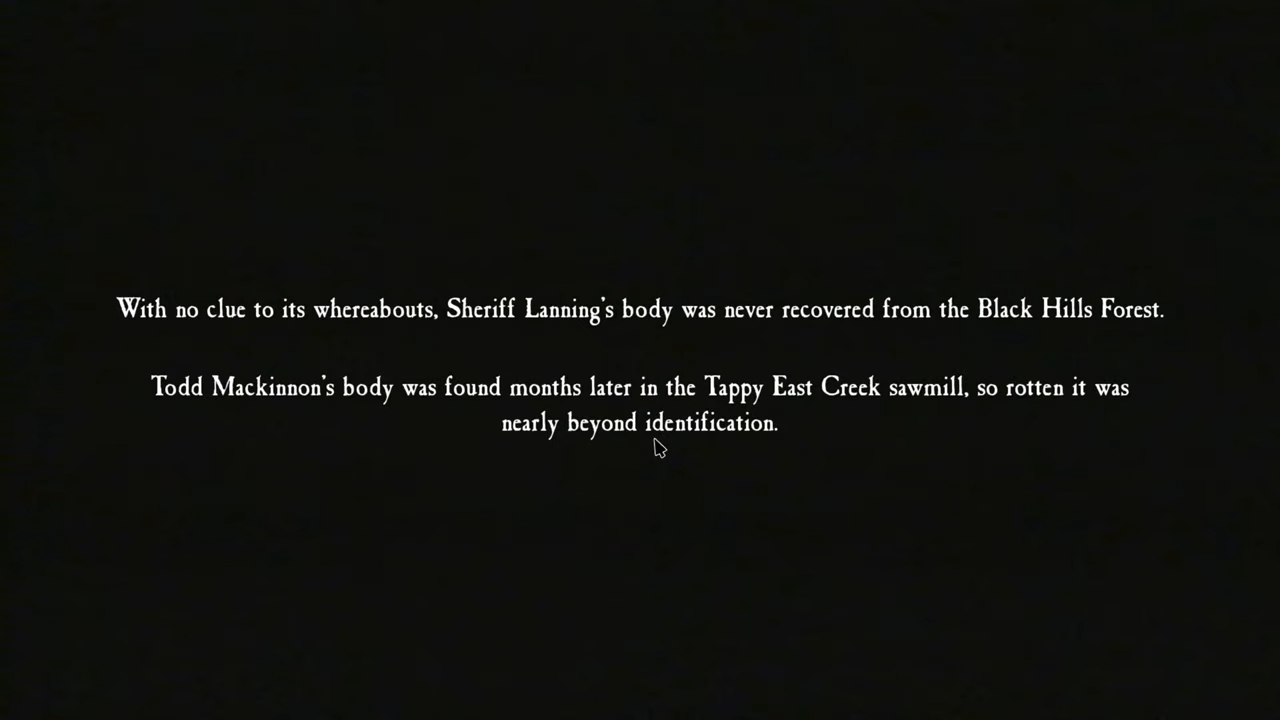 With no clue to its whereabouts, Sheriff Lanning's body was never recovered from the Black Hills Forest.
Todd Mackinnon's body was found months later in the Tappy East Creek sawmill, so rotten it was
nearly beyond identification.